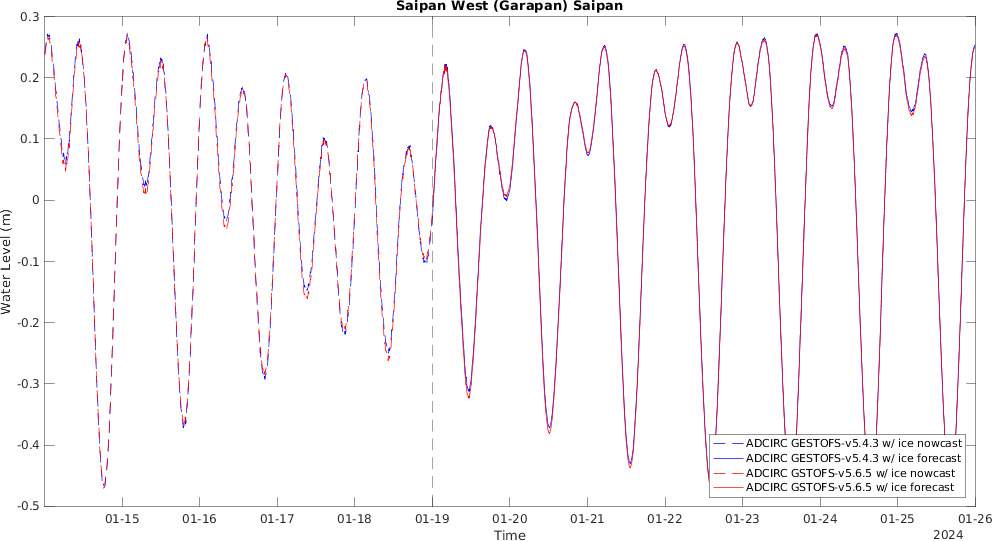 Saipan West (Garapan) Saipan
0.3
0.2
0.1
0
-0.1
-0.2
-0.3
-0.4
-0.5
Water Level (m)
ADCIRC GESTOFS-v5.4.3 w/ ice nowcast
ADCIRC GESTOFS-v5.4.3 w/ ice forecast
ADCIRC GSTOFS-v5.6.5 w/ ice nowcast
ADCIRC GSTOFS-v5.6.5 w/ ice forecast
01-15 01-16 01-17 01-18 01-19 01-20 01-21 01-22 01-23 01-24 01-25 01-26
Time
2024